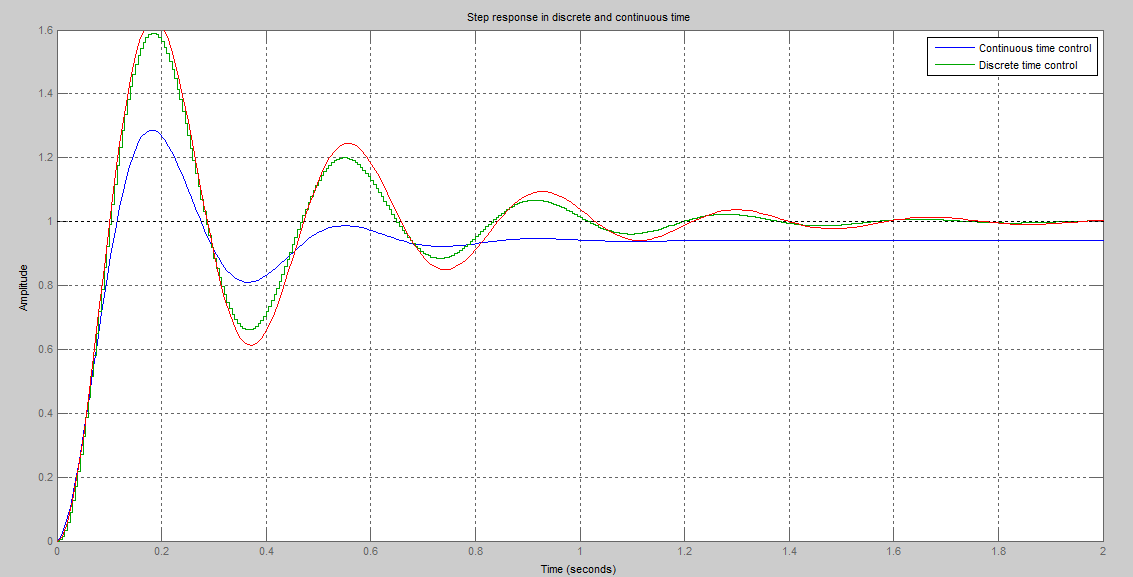 Step response in discrete and continuous time
Continuous time control
Discrete time control
Amplitude
1.6
1.4
1.2
1
0.8
0.6
0.4
0.2
0
0 0.2 0.4 0.6 0.8 1 1.2 1.4 1.6 1.8 2
Time (seconds)